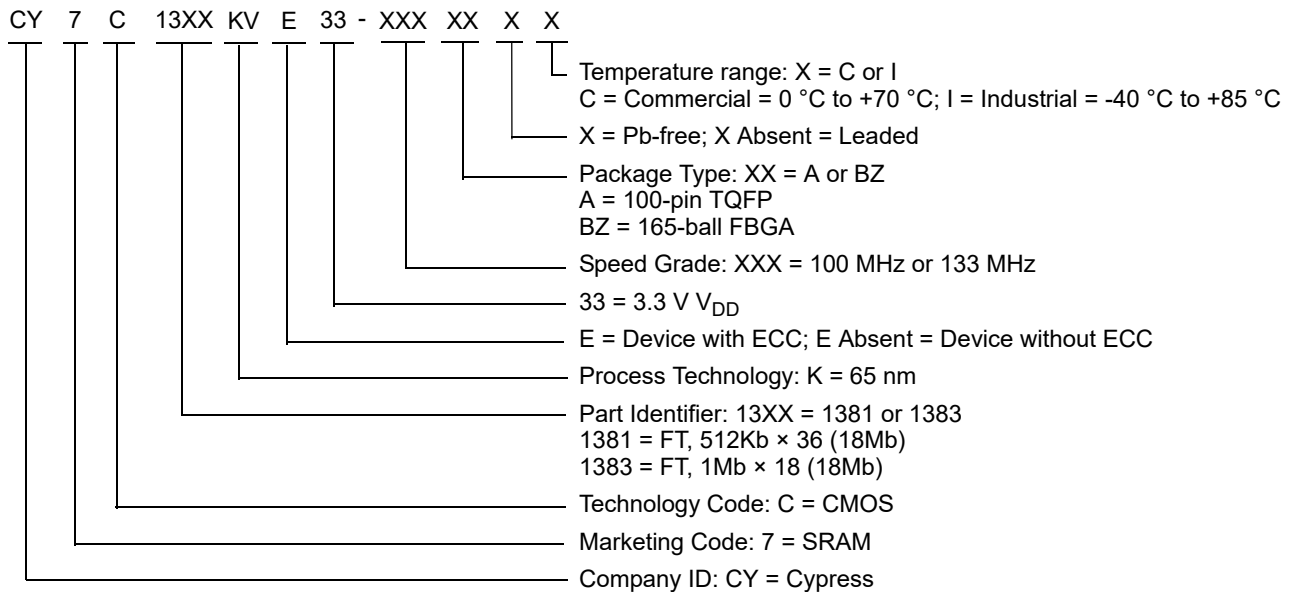 CY 7 C 13XX KV E 33 - XXX XX X X
Temperature range: X = C or I
C = Commercial = 0 °C to +70 °C; I = Industrial = -40 °C to +85 °C
X = Pb-free; X Absent = Leaded
Package Type: XX = A or BZ
A = 100-pin TQFP
BZ = 165-ball FBGA
Speed Grade: XXX = 100 MHz or 133 MHz
33 = 3.3 V VDD
E = Device with ECC; E Absent = Device without ECC
Process Technology: K = 65 nm
Part Identifier: 13XX = 1381 or 1383
1381 = FT, 512Kb × 36 (18Mb)
1383 = FT, 1Mb × 18 (18Mb)
Technology Code: C = CMOS
Marketing Code: 7 = SRAM
Company ID: CY = Cypress